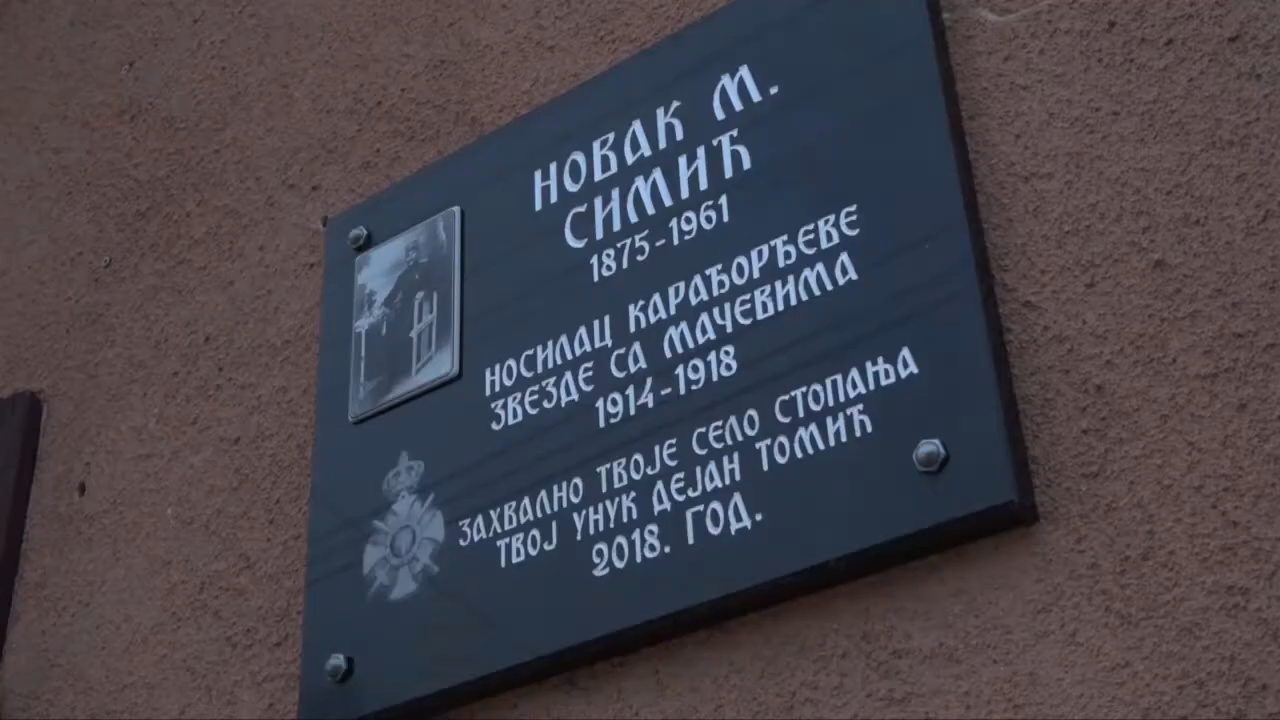 НОВАК М.
СИМИЋ
1875-1961
НОСИЛАЦ КАРАЂОРЂЕВЕ
ЗВЕЗДЕ СА МАЧЕВИМА
1914-1918
ЗАХВАЛНО ТВОЈЕ СЕЛО СТОПАЊА
ТВОЈ УНУК ДЕЈАН ТОМИЋ
2018. ГОД.